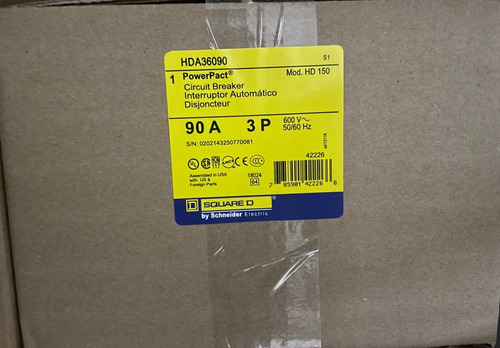 HDA36090 S1
1 PowerPact® Mod. HD 150
Circuit Breaker
Interruptor Automático
Disjoncteur
90 A 3 P 600 V~
50/60 Hz
S/N: 0202143250770081
42226
Assembled in USA
with US &
Foreign Parts
18024
64
7 85901 42226 6
SQUARE D
by Schneider Electric